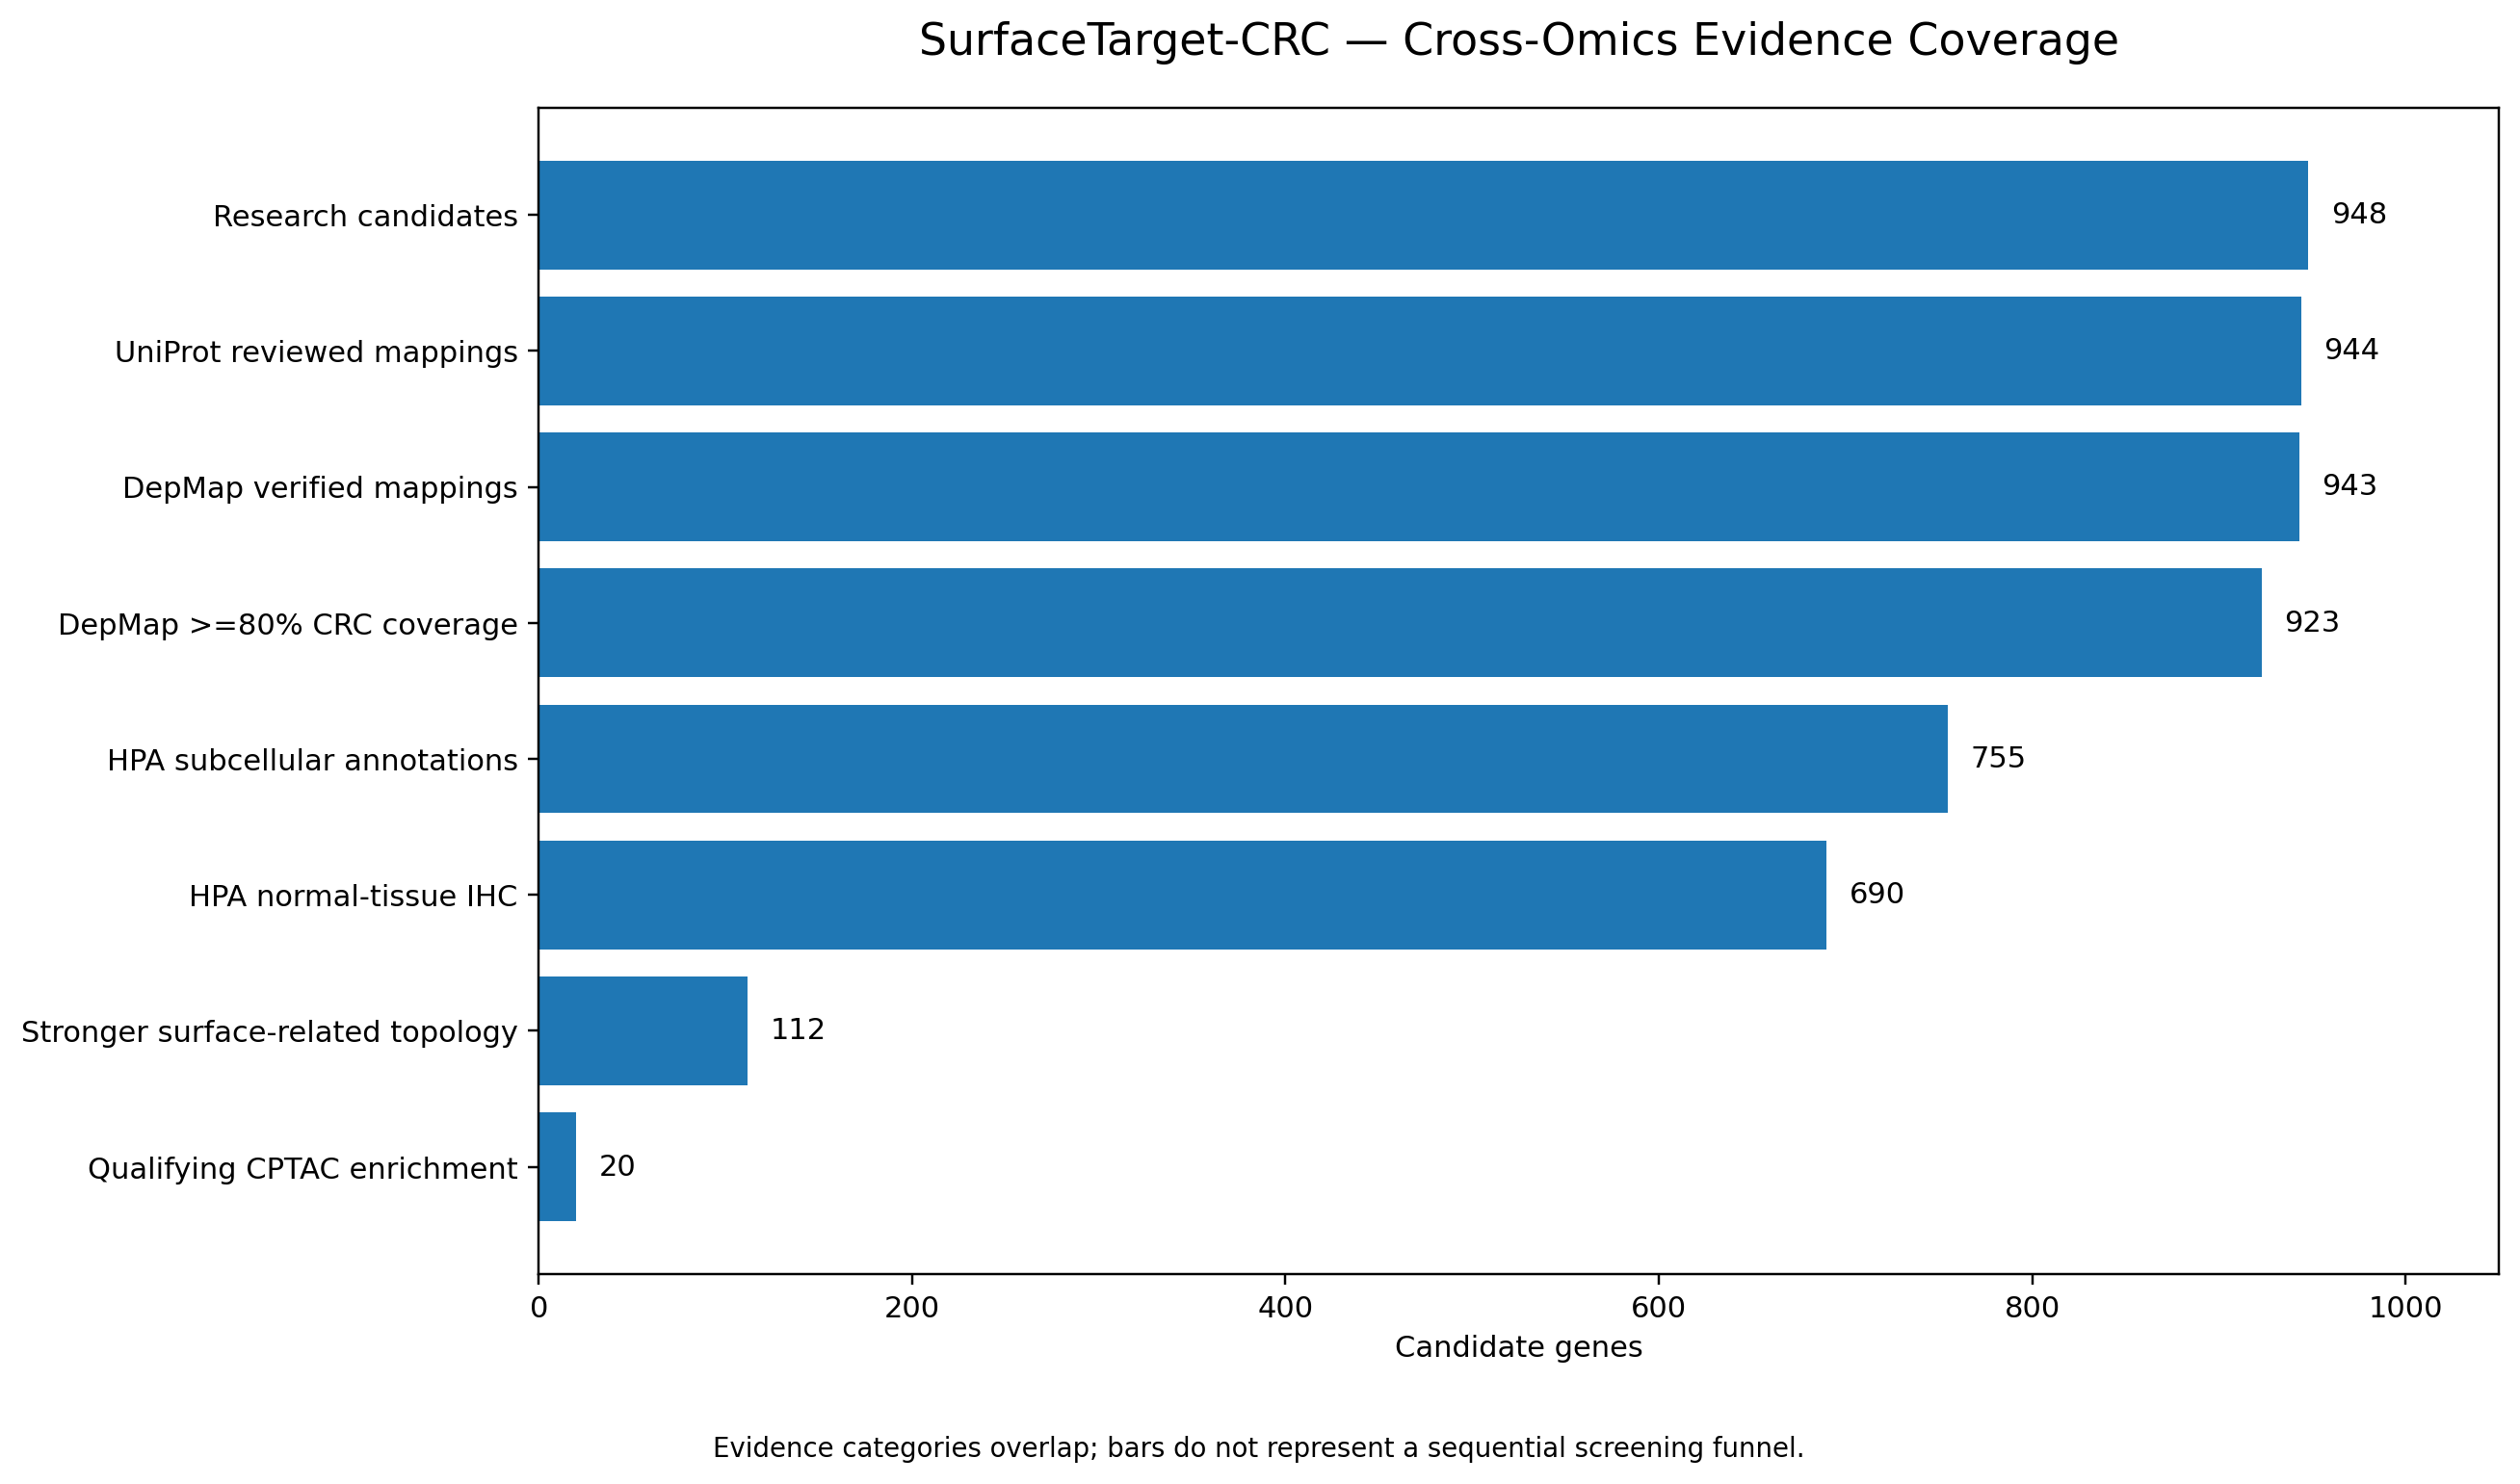 SurfaceTarget-CRC — Cross-Omics Evidence Coverage
Research candidates
948
UniProt reviewed mappings
944
DepMap verified mappings
943
DepMap >=80% CRC coverage
923
HPA subcellular annotations
755
HPA normal-tissue IHC
690
Stronger surface-related topology
112
Qualifying CPTAC enrichment
20
0 200 400 600 800 1000
Candidate genes
Evidence categories overlap; bars do not represent a sequential screening funnel.